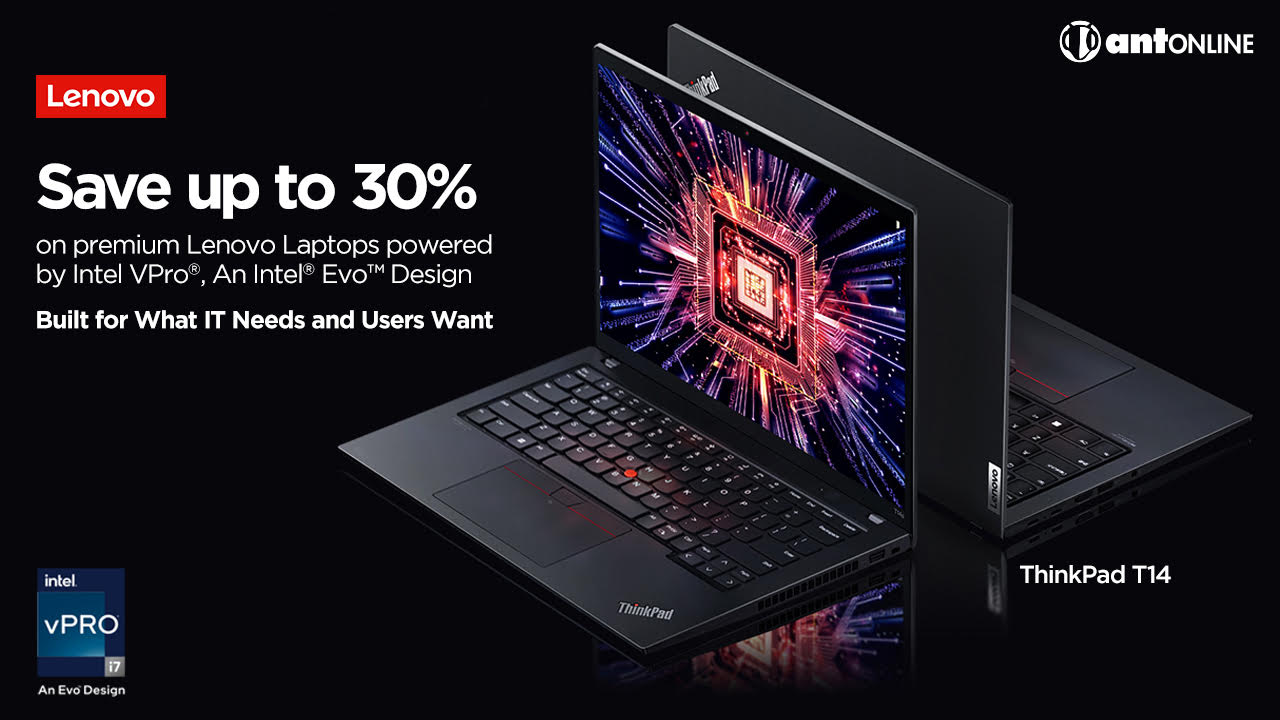 antONLINE
Lenovo
Save up to 30%
on premium Lenovo Laptops powered
by Intel VPro®, An Intel® Evo™ Design
Built for What IT Needs and Users Want
ThinkPad
ThinkPad
Lenovo
ThinkPad T14
intel.
vPRO
i7
An Evo™ Design